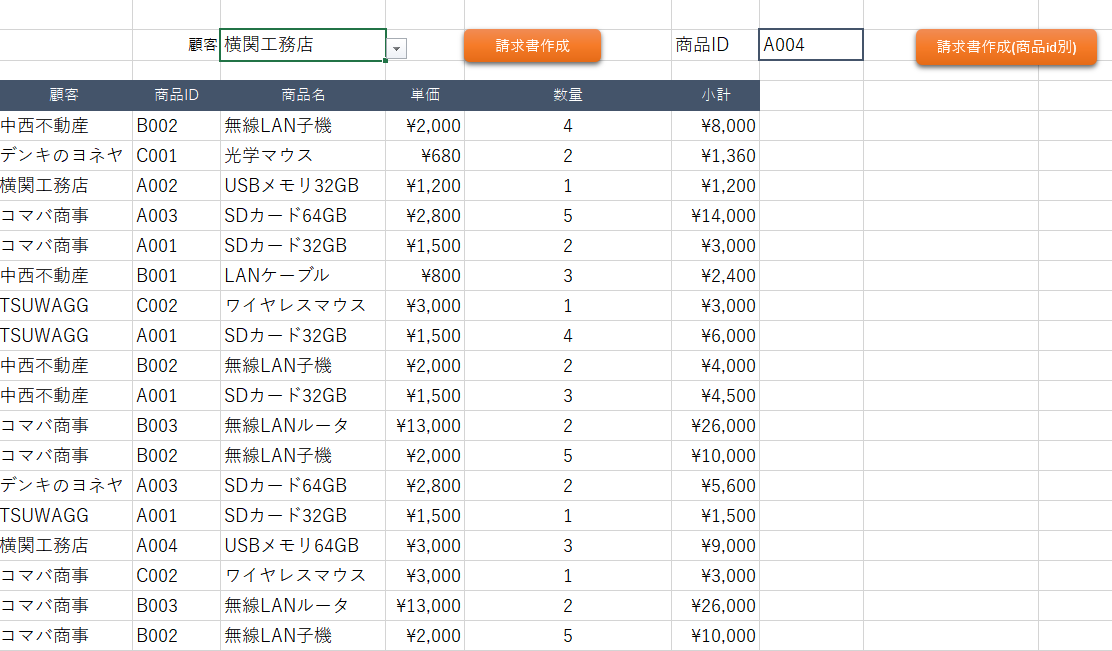 顧客 横関工務店 請求書作成 商品ID A004 請求書作成(商品id別)
顧客 商品ID 商品名 単価 数量 小計
中西不動産 B002 無線LAN子機 ¥2,000 4 ¥8,000
デンキのヨネヤ C001 光学マウス ¥680 2 ¥1,360
横関工務店 A002 USBメモリ32GB ¥1,200 1 ¥1,200
コマバ商事 A003 SDカード64GB ¥2,800 5 ¥14,000
コマバ商事 A001 SDカード32GB ¥1,500 2 ¥3,000
中西不動産 B001 LANケーブル ¥800 3 ¥2,400
TSUWAGG C002 ワイヤレスマウス ¥3,000 1 ¥3,000
TSUWAGG A001 SDカード32GB ¥1,500 4 ¥6,000
中西不動産 B002 無線LAN子機 ¥2,000 2 ¥4,000
中西不動産 A001 SDカード32GB ¥1,500 3 ¥4,500
コマバ商事 B003 無線LANルータ ¥13,000 2 ¥26,000
コマバ商事 B002 無線LAN子機 ¥2,000 5 ¥10,000
デンキのヨネヤ A003 SDカード64GB ¥2,800 2 ¥5,600
TSUWAGG A001 SDカード32GB ¥1,500 1 ¥1,500
横関工務店 A004 USBメモリ64GB ¥3,000 3 ¥9,000
コマバ商事 C002 ワイヤレスマウス ¥3,000 1 ¥3,000
コマバ商事 B003 無線LANルータ ¥13,000 2 ¥26,000
コマバ商事 B002 無線LAN子機 ¥2,000 5 ¥10,000